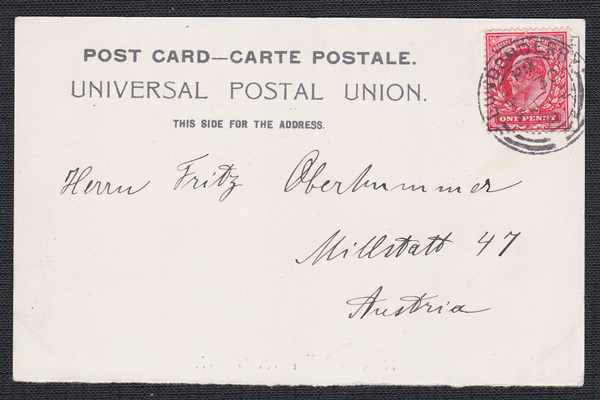 POST CARD—CARTE POSTALE.
UNIVERSAL POSTAL UNION.
THIS SIDE FOR THE ADDRESS.
ONE PENNY
Herrn Fritz Oberhummer
Millstatt 47
Austria